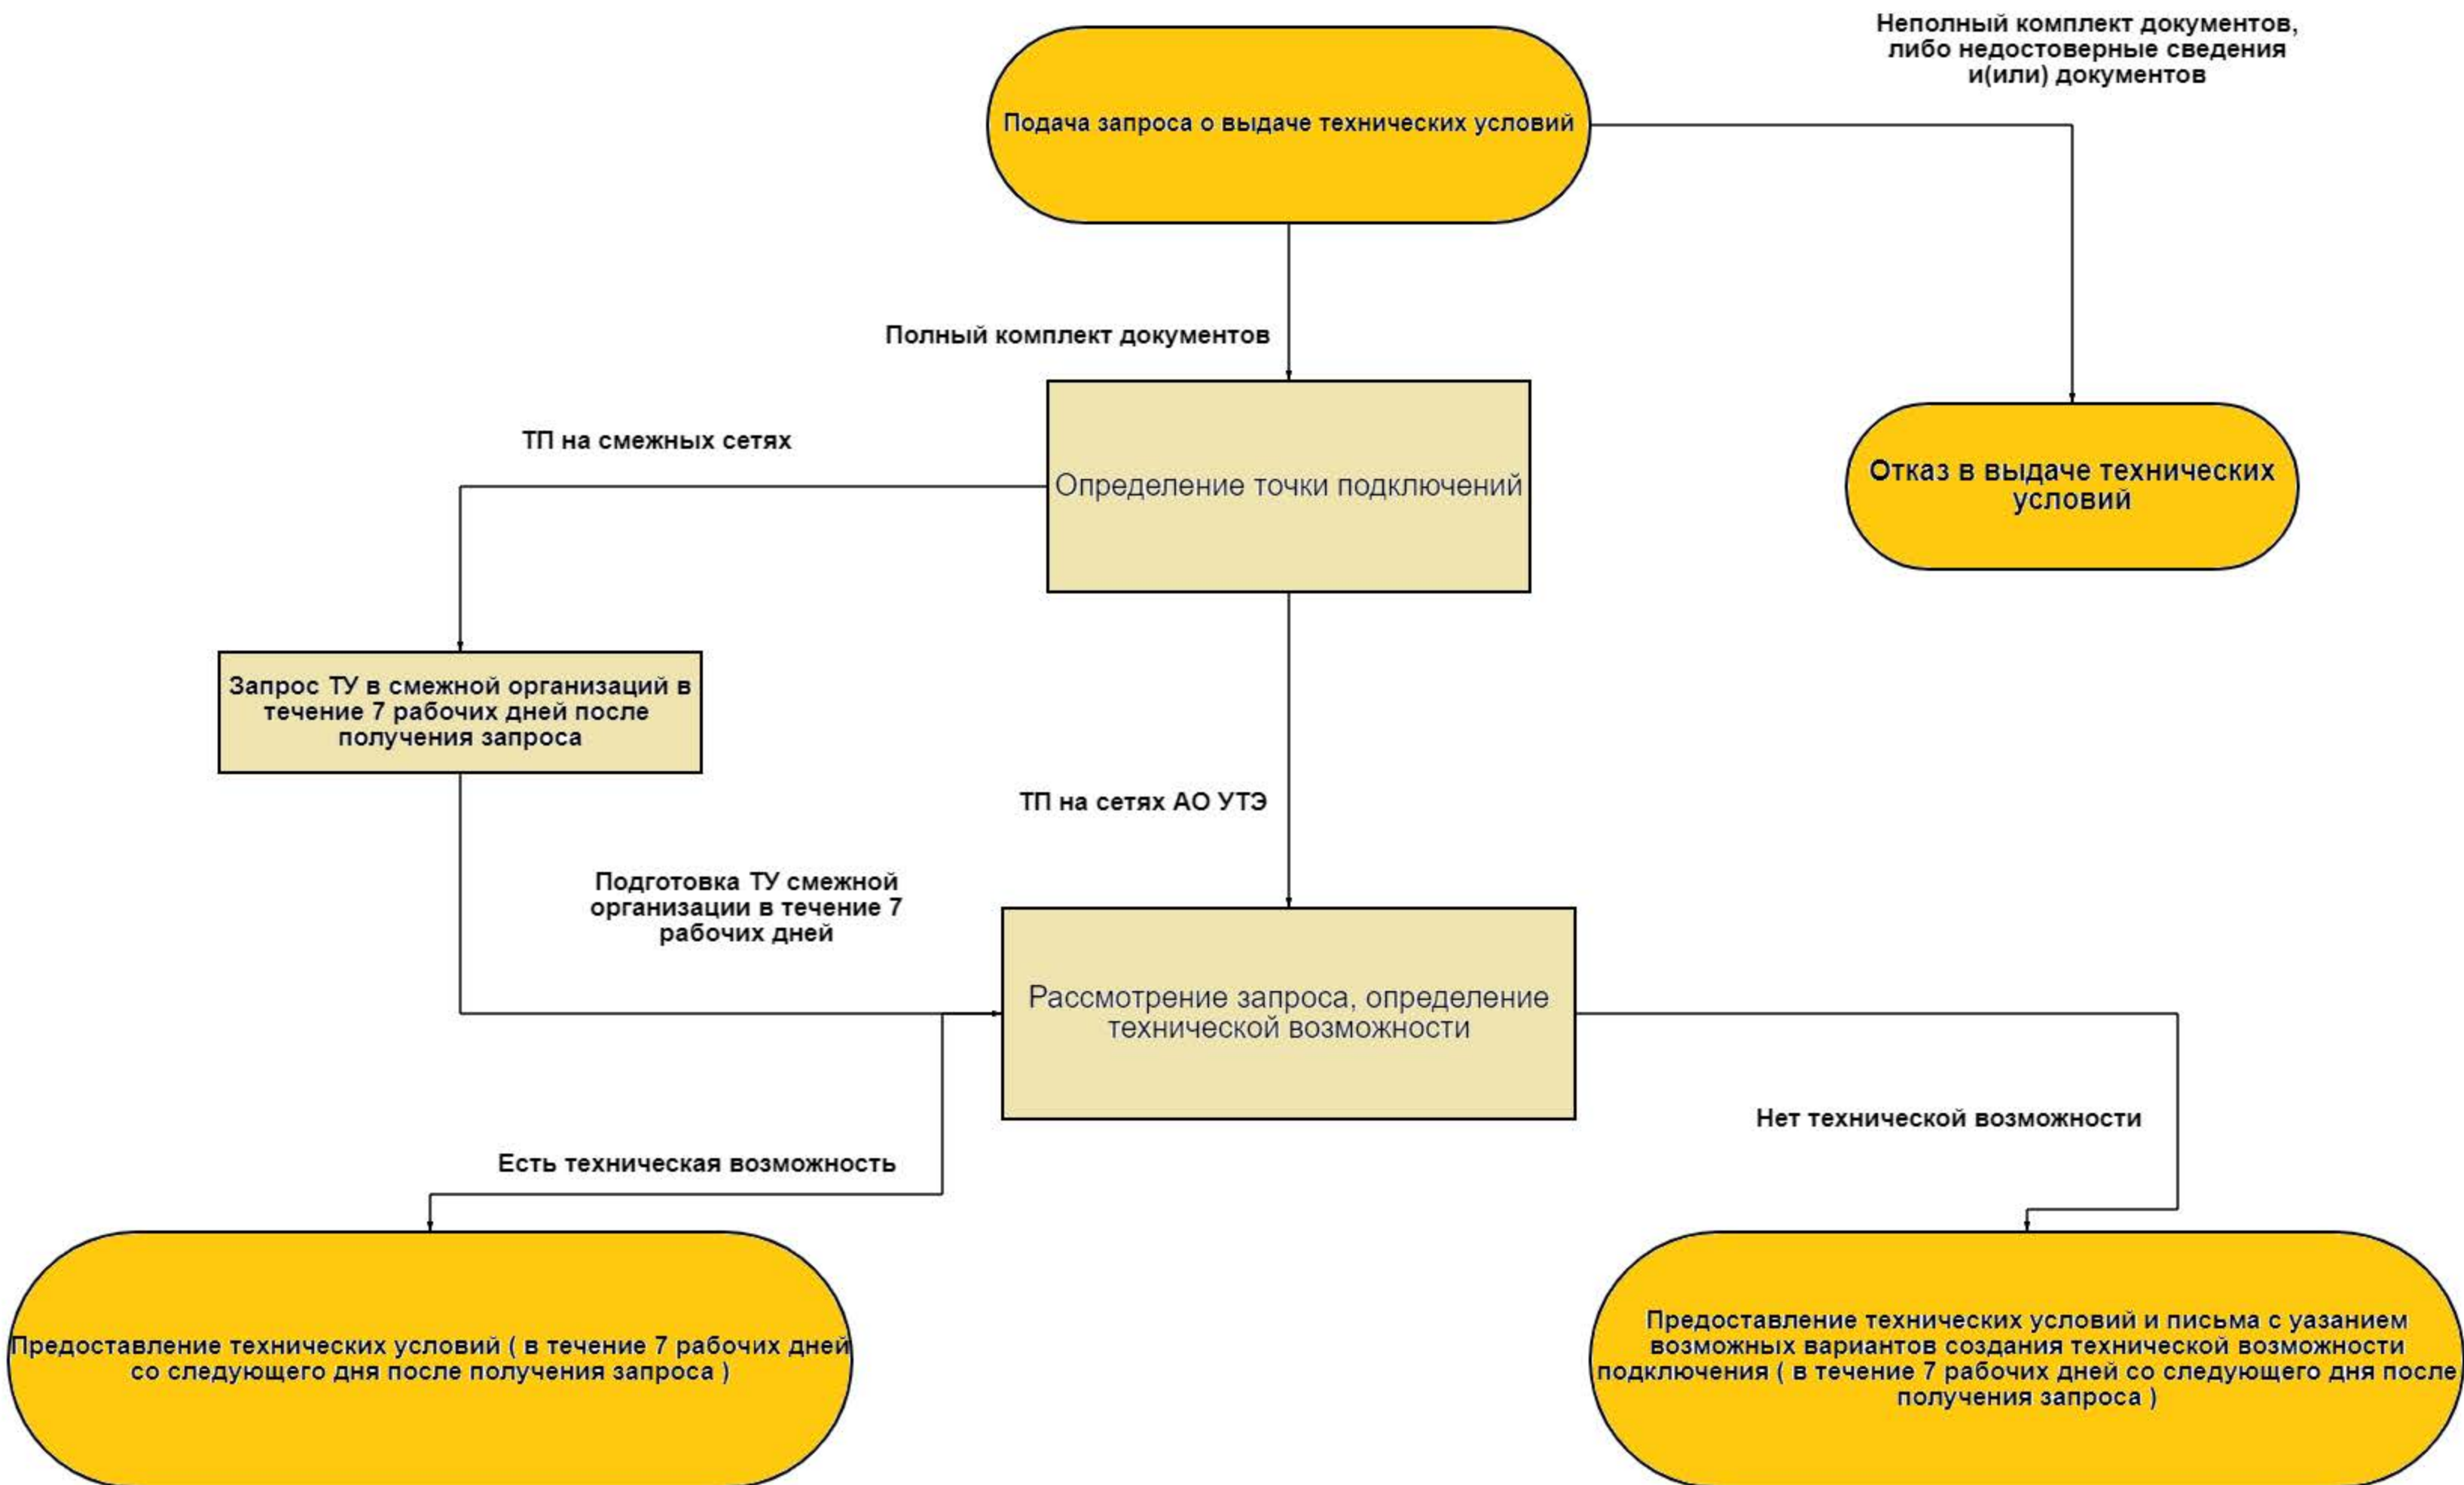 Неполный комплект документов,
либо недостоверные сведения
и(или) документов
Подача запроса о выдаче технических условий
Полный комплект документов
ТП на смежных сетях
Определение точки подключений
Отказ в выдаче технических
условий
Запрос ТУ в смежной организаций в
течение 7 рабочих дней после
получения запроса
ТП на сетях АО УТЭ
Подготовка ТУ смежной
организации в течение 7
рабочих дней
Рассмотрение запроса, определение
технической возможности
Нет технической возможности
Есть техническая возможность
Предоставление технических условий ( в течение 7 рабочих дней
со следующего дня после получения запроса )
Предоставление технических условий и письма с уазанием
возможных вариантов создания технической возможности
подключения ( в течение 7 рабочих дней со следующего дня после
получения запроса )